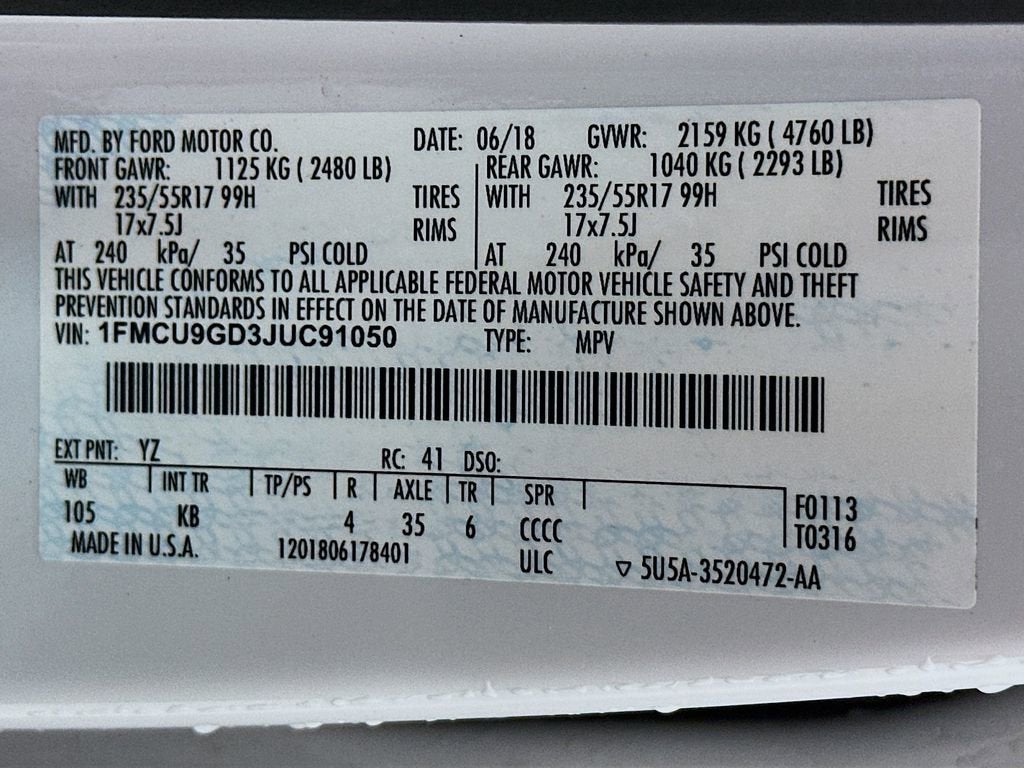 MFD. BY FORD MOTOR CO. DATE: 06/18 GVWR: 2159 KG ( 4760 LB)
FRONT GAWR: 1125 KG ( 2480 LB) REAR GAWR: 1040 KG ( 2293 LB)
WITH 235/55R17 99H TIRES WITH 235/55R17 99H TIRES
17x7.5J RIMS 17x7.5J RIMS
AT 240 kPa/ 35 PSI COLD AT 240 kPa/ 35 PSI COLD
THIS VEHICLE CONFORMS TO ALL APPLICABLE FEDERAL MOTOR VEHICLE SAFETY AND THEFT
PREVENTION STANDARDS IN EFFECT ON THE DATE OF MANUFACTURE SHOWN ABOVE.
VIN: 1FMCU9GD3JUC91050 TYPE: MPV
EXT PNT: YZ RC: 41 DSO:
WB INT TR TP/PS R AXLE TR SPR F0113
105 KB 4 35 6 CCCC T0316
MADE IN U.S.A. 1201806178401 ULC ▽ 5U5A-3520472-AA